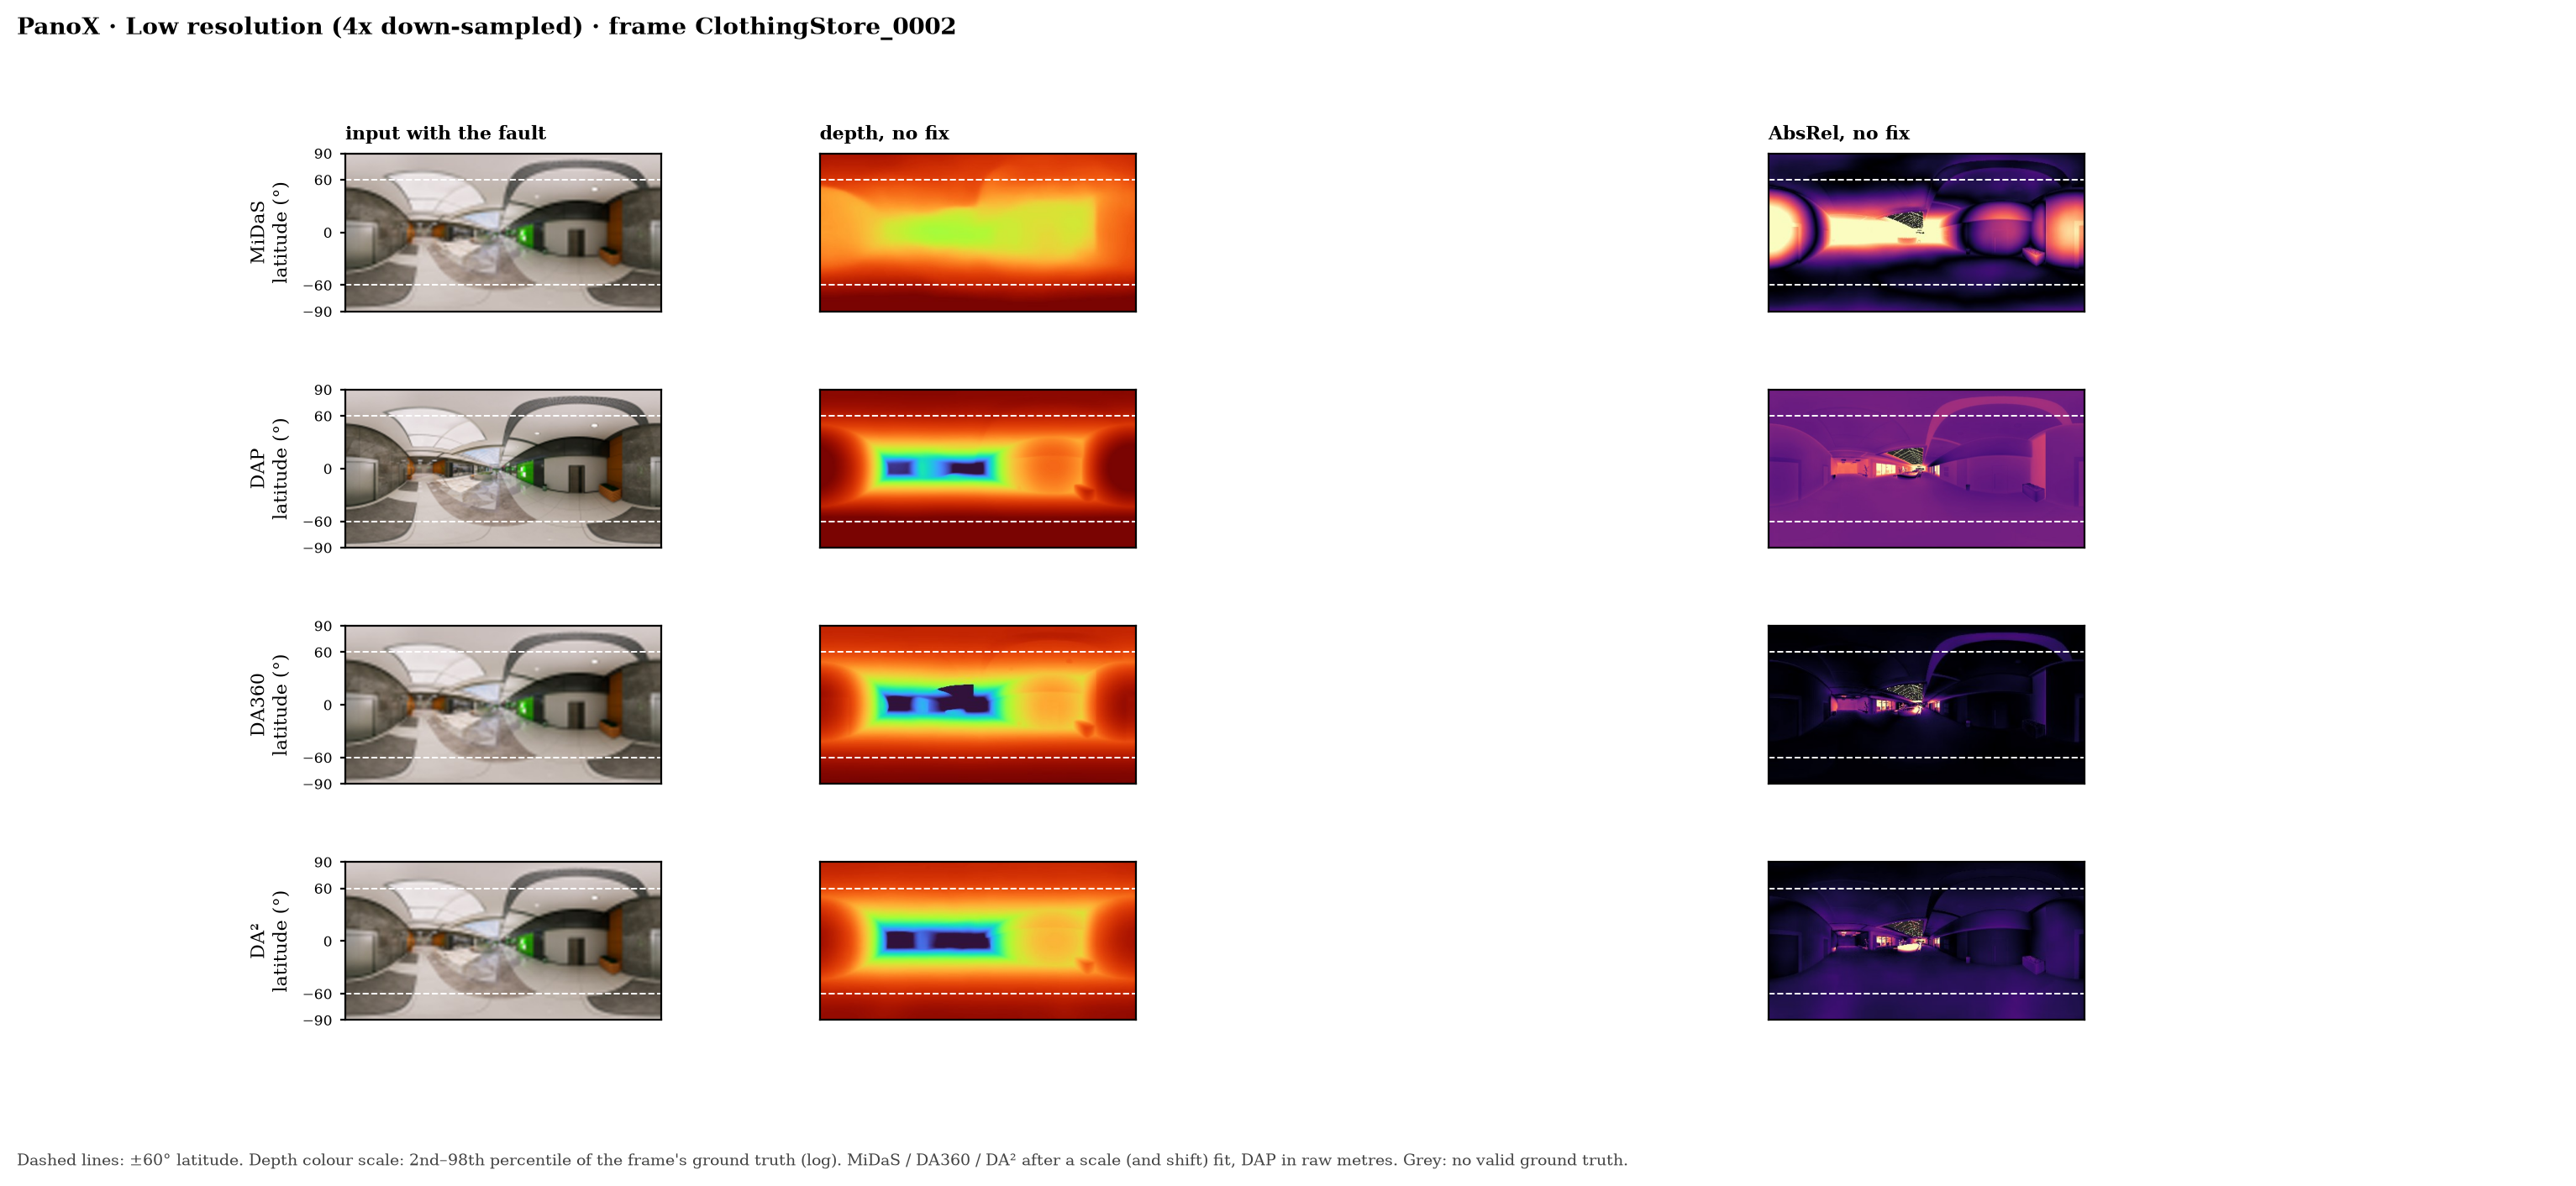 PanoX · Low resolution (4x down-sampled) · frame ClothingStore_0002
input with the fault
depth, no fix
AbsRel, no fix
MiDaS
latitude (°)
90
60
0
−60
−90
DAP
latitude (°)
90
60
0
−60
−90
DA360
latitude (°)
90
60
0
−60
−90
DA²
latitude (°)
90
60
0
−60
−90
Dashed lines: ±60° latitude. Depth colour scale: 2nd–98th percentile of the frame's ground truth (log). MiDaS / DA360 / DA² after a scale (and shift) fit, DAP in raw metres. Grey: no valid ground truth.